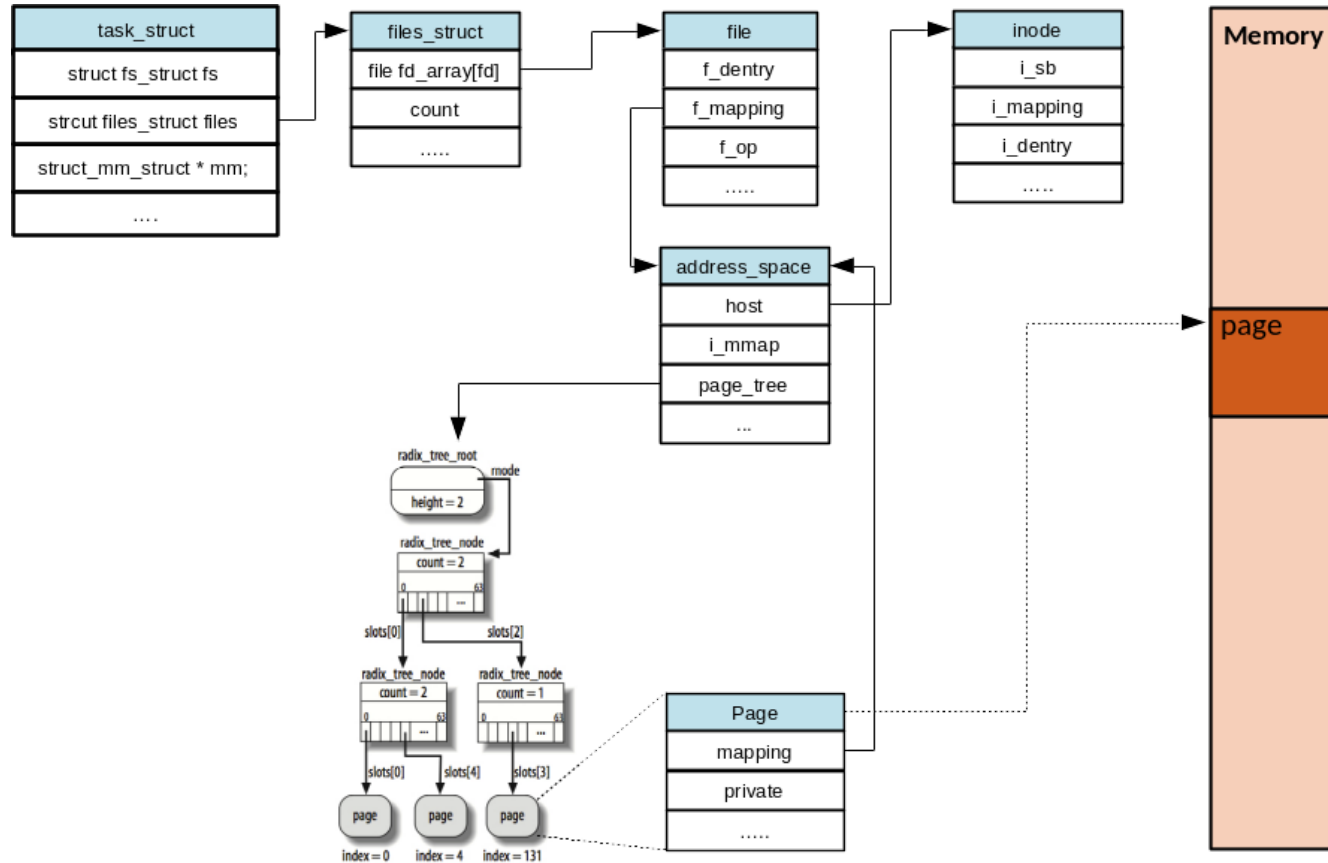 task_struct
struct fs_struct fs
strcut files_struct files
struct_mm_struct * mm;
....
files_struct
file fd_array[fd]
count
.....
file
f_dentry
f_mapping
f_op
.....
inode
i_sb
i_mapping
i_dentry
.....
Memory
page
address_space
host
i_mmap
page_tree
...
radix_tree_root
rnode
height = 2
radix_tree_node
count = 2
0 63
...
slots[0] slots[2]
radix_tree_node radix_tree_node
count = 2 count = 1
0 63 0 63
... ...
slots[0] slots[4] slots[3]
page page page
index = 0 index = 4 index = 131
Page
mapping
private
.....